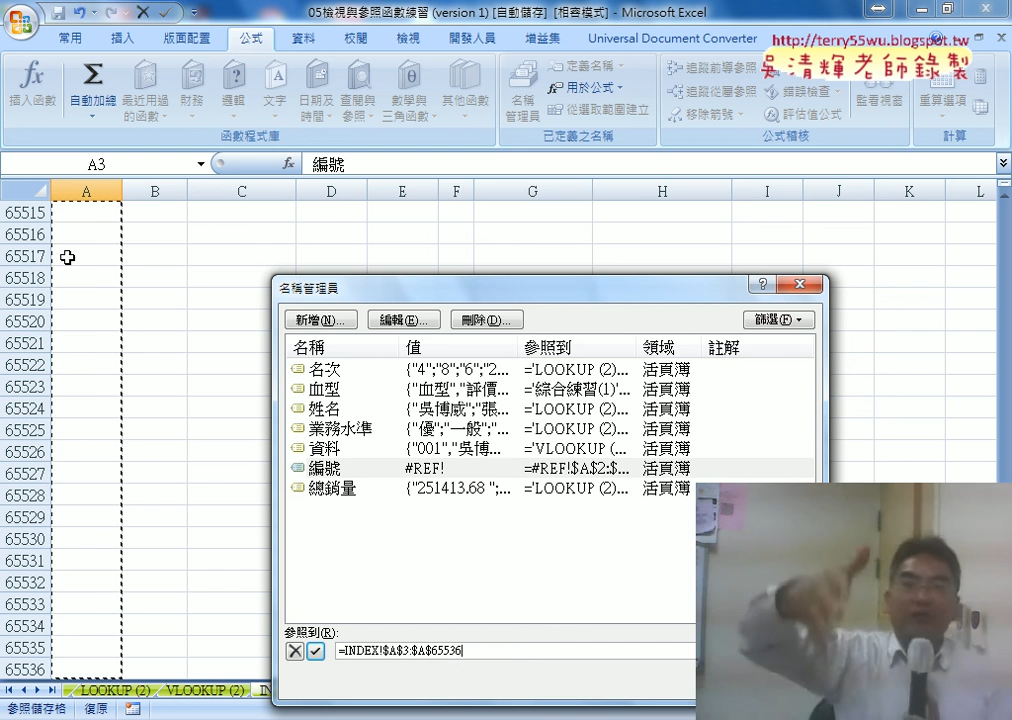 05檢視與參照函數練習 (version 1) [自動儲存] [相容模式] - Microsoft Excel
常用 插入 版面配置 公式 資料 校閱 檢視 開發人員 增益集 Universal Document Converter
http://terry55wu.blogspot.tw
吳清輝老師錄製
插入函數 自動加總 最近用過的函數 財務 邏輯 文字 日期及時間 查閱與參照 數學與三角函數 其他函數
名稱管理員 定義名稱 用於公式 從選取範圍建立
追蹤前導參照 追蹤從屬參照 移除箭號 錯誤檢查 評估值公式 監看視窗 重算選項
函數程式庫 已定義之名稱 公式稽核 計算
A3 fx 編號
A B C D E F G H I J K L
65515
65516
65517
65518
65519
65520
65521
65522
65523
65524
65525
65526
65527
65528
65529
65530
65531
65532
65533
65534
65535
65536
名稱管理員
新增(N)... 編輯(E)... 刪除(D)... 篩選(F)
名稱 值 參照到 領域 註解
名次 {"4";"8";"6";"2... ='LOOKUP (2)... 活頁簿
血型 {"血型","評價... ='綜合練習(1)'... 活頁簿
姓名 {"吳博威";"張... ='LOOKUP (2)... 活頁簿
業務水準 {"優";"一般";"... ='LOOKUP (2)... 活頁簿
資料 {"001","吳博... ='VLOOKUP (... 活頁簿
編號 #REF! =#REF!$A$2:$... 活頁簿
總銷量 {"251413.68 ";... ='LOOKUP (2)... 活頁簿
參照到(R):
=INDEX!$A$3:$A$65536
LOOKUP (2) VLOOKUP (2)
參照儲存格 復原